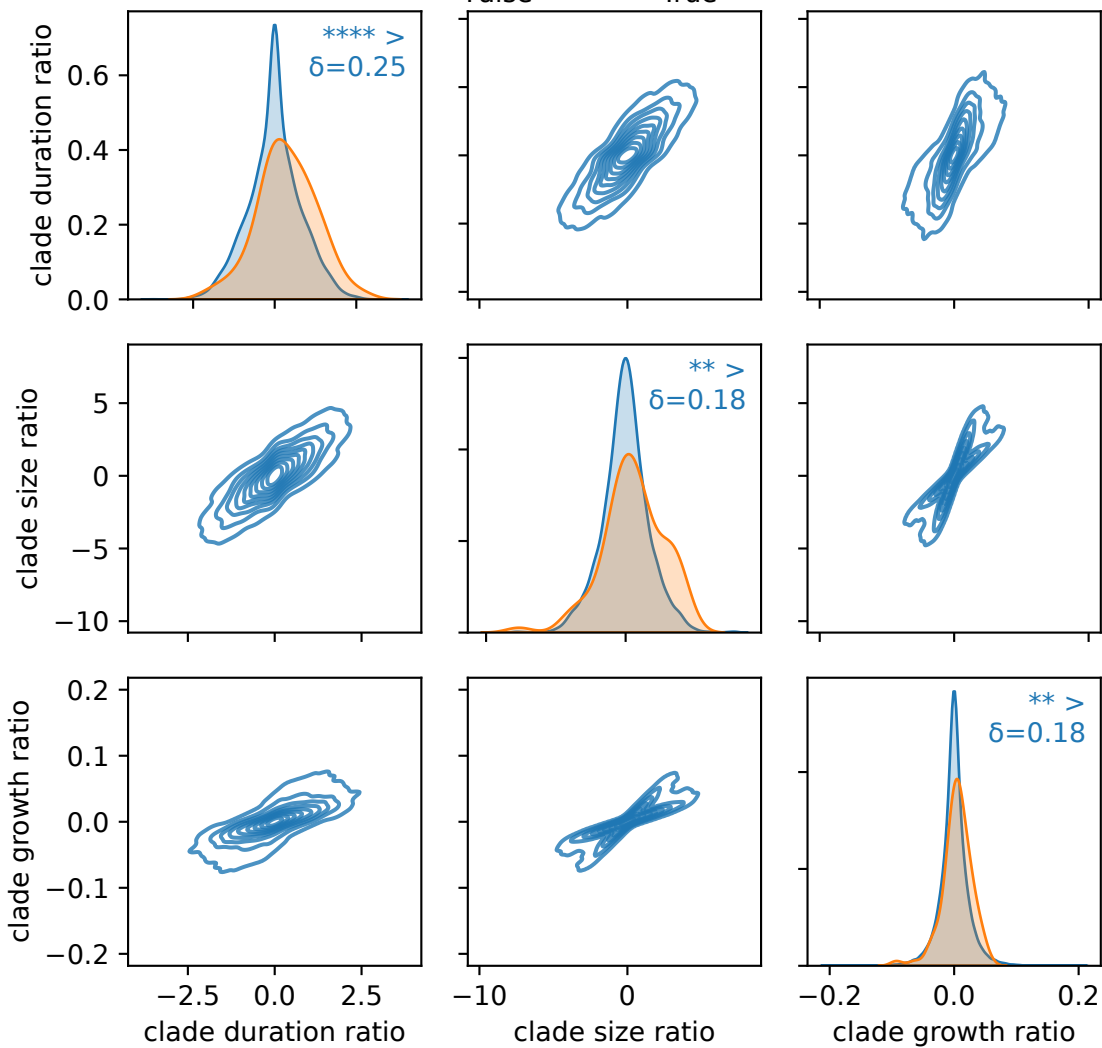 clade duration ratio
0.6
0.4
0.2
0.0
**** >
δ=0.25
clade size ratio
5
0
−5
−10
** >
δ=0.18
clade growth ratio
0.2
0.1
0.0
−0.1
−0.2
** >
δ=0.18
−2.5
0.0
2.5
−10
0
−0.2
0.0
0.2
clade duration ratio
clade size ratio
clade growth ratio